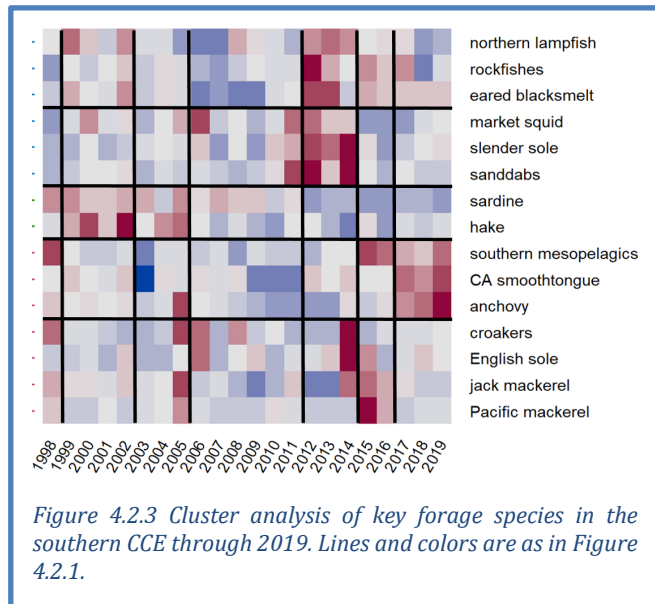 northern lampfish
rockfishes
eared blacksmelt
market squid
slender sole
sanddabs
sardine
hake
southern mesopelagics
CA smoothtongue
anchovy
croakers
English sole
jack mackerel
Pacific mackerel
1998 1999 2000 2001 2002 2003 2004 2005 2006 2007 2008 2009 2010 2011 2012 2013 2014 2015 2016 2017 2018 2019
Figure 4.2.3 Cluster analysis of key forage species in the
southern CCE through 2019. Lines and colors are as in Figure
4.2.1.